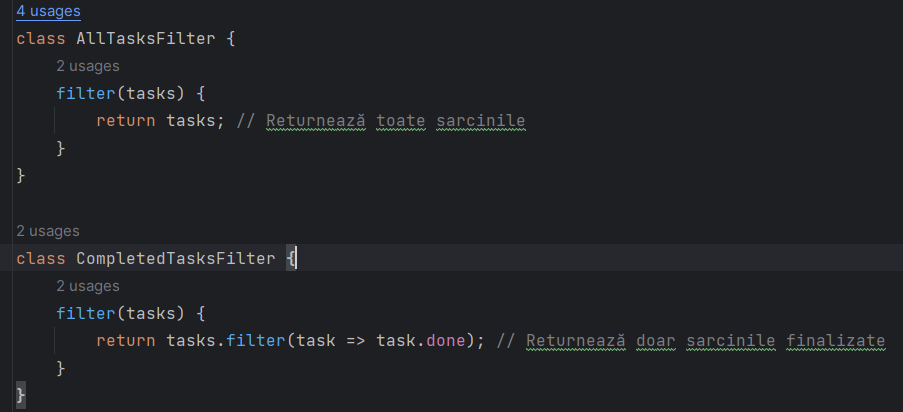 4 usages
class AllTasksFilter {
2 usages
filter(tasks) {
return tasks; // Returnează toate sarcinile
}
}
2 usages
class CompletedTasksFilter {
2 usages
filter(tasks) {
return tasks.filter(task => task.done); // Returnează doar sarcinile finalizate
}
}